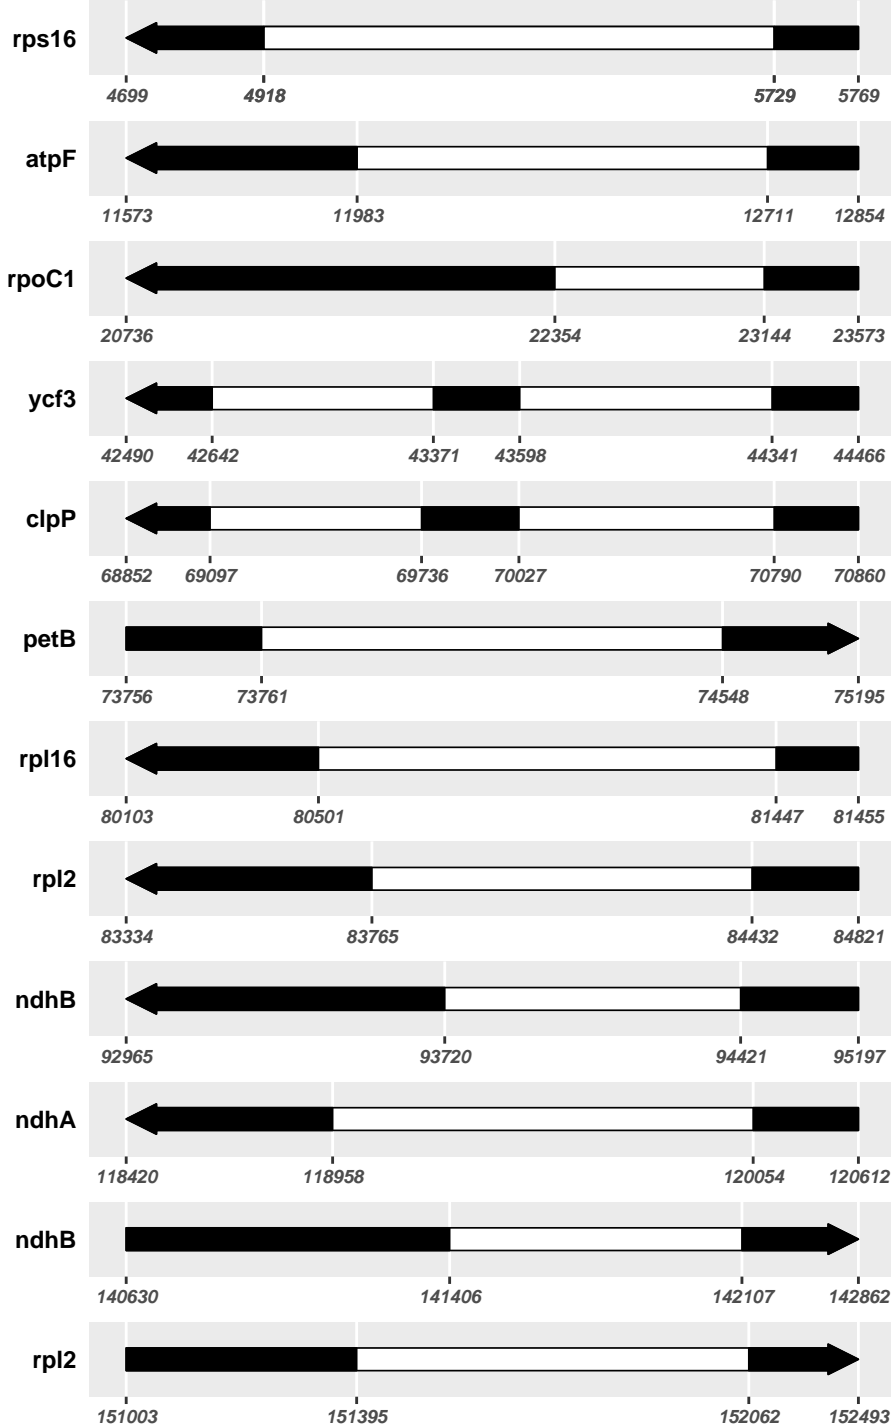 rps16
4699 4918 5729 5769
atpF
11573 11983 12711 12854
rpoC1
20736 22354 23144 23573
ycf3
42490 42642 43371 43598 44341 44466
clpP
68852 69097 69736 70027 70790 70860
petB
73756 73761 74548 75195
rpl16
80103 80501 81447 81455
rpl2
83334 83765 84432 84821
ndhB
92965 93720 94421 95197
ndhA
118420 118958 120054 120612
ndhB
140630 141406 142107 142862
rpl2
151003 151395 152062 152493